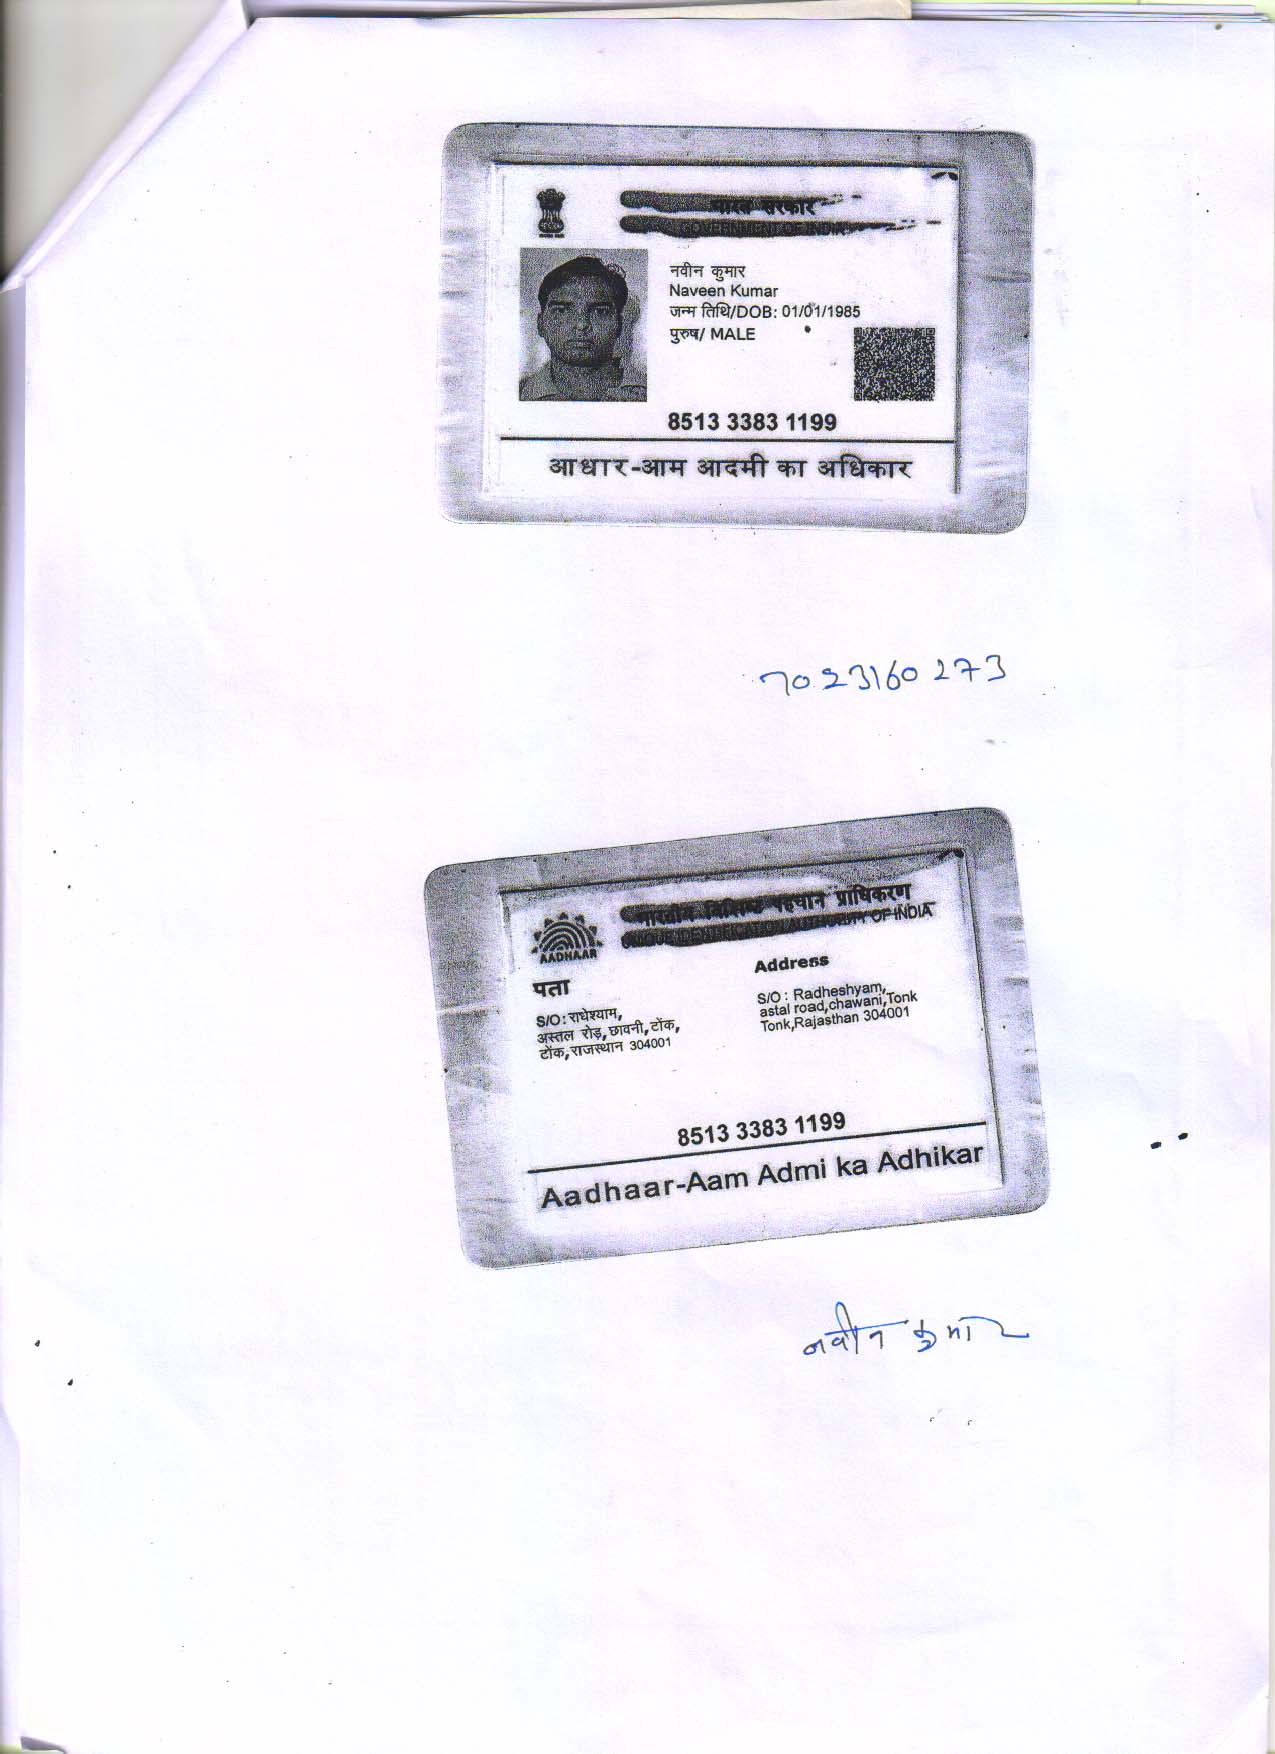 भारत सरकार
GOVERNMENT OF INDIA
नवीन कुमार
Naveen Kumar
जन्म तिथि/DOB: 01/01/1985
पुरुष/ MALE
8513 3383 1199
आधार-आम आदमी का अधिकार
7023160273
भारतीय विशिष्ट पहचान प्राधिकरण
UNIQUE IDENTIFICATION AUTHORITY OF INDIA
AADHAAR
पता
S/O: राधेश्याम,
अस्तल रोड़, छावनी, टोंक,
टोंक, राजस्थान 304001
Address
S/O : Radheshyam,
astal road,chawani,Tonk
Tonk,Rajasthan 304001
8513 3383 1199
Aadhaar-Aam Admi ka Adhikar
नवीन कुमार